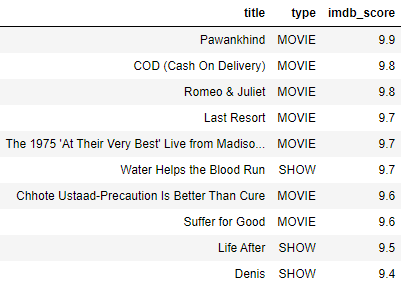 title type imdb_score
Pawankhind MOVIE 9.9
COD (Cash On Delivery) MOVIE 9.8
Romeo & Juliet MOVIE 9.8
Last Resort MOVIE 9.7
The 1975 'At Their Very Best' Live from Madiso... MOVIE 9.7
Water Helps the Blood Run SHOW 9.7
Chhote Ustaad-Precaution Is Better Than Cure MOVIE 9.6
Suffer for Good MOVIE 9.6
Life After SHOW 9.5
Denis SHOW 9.4